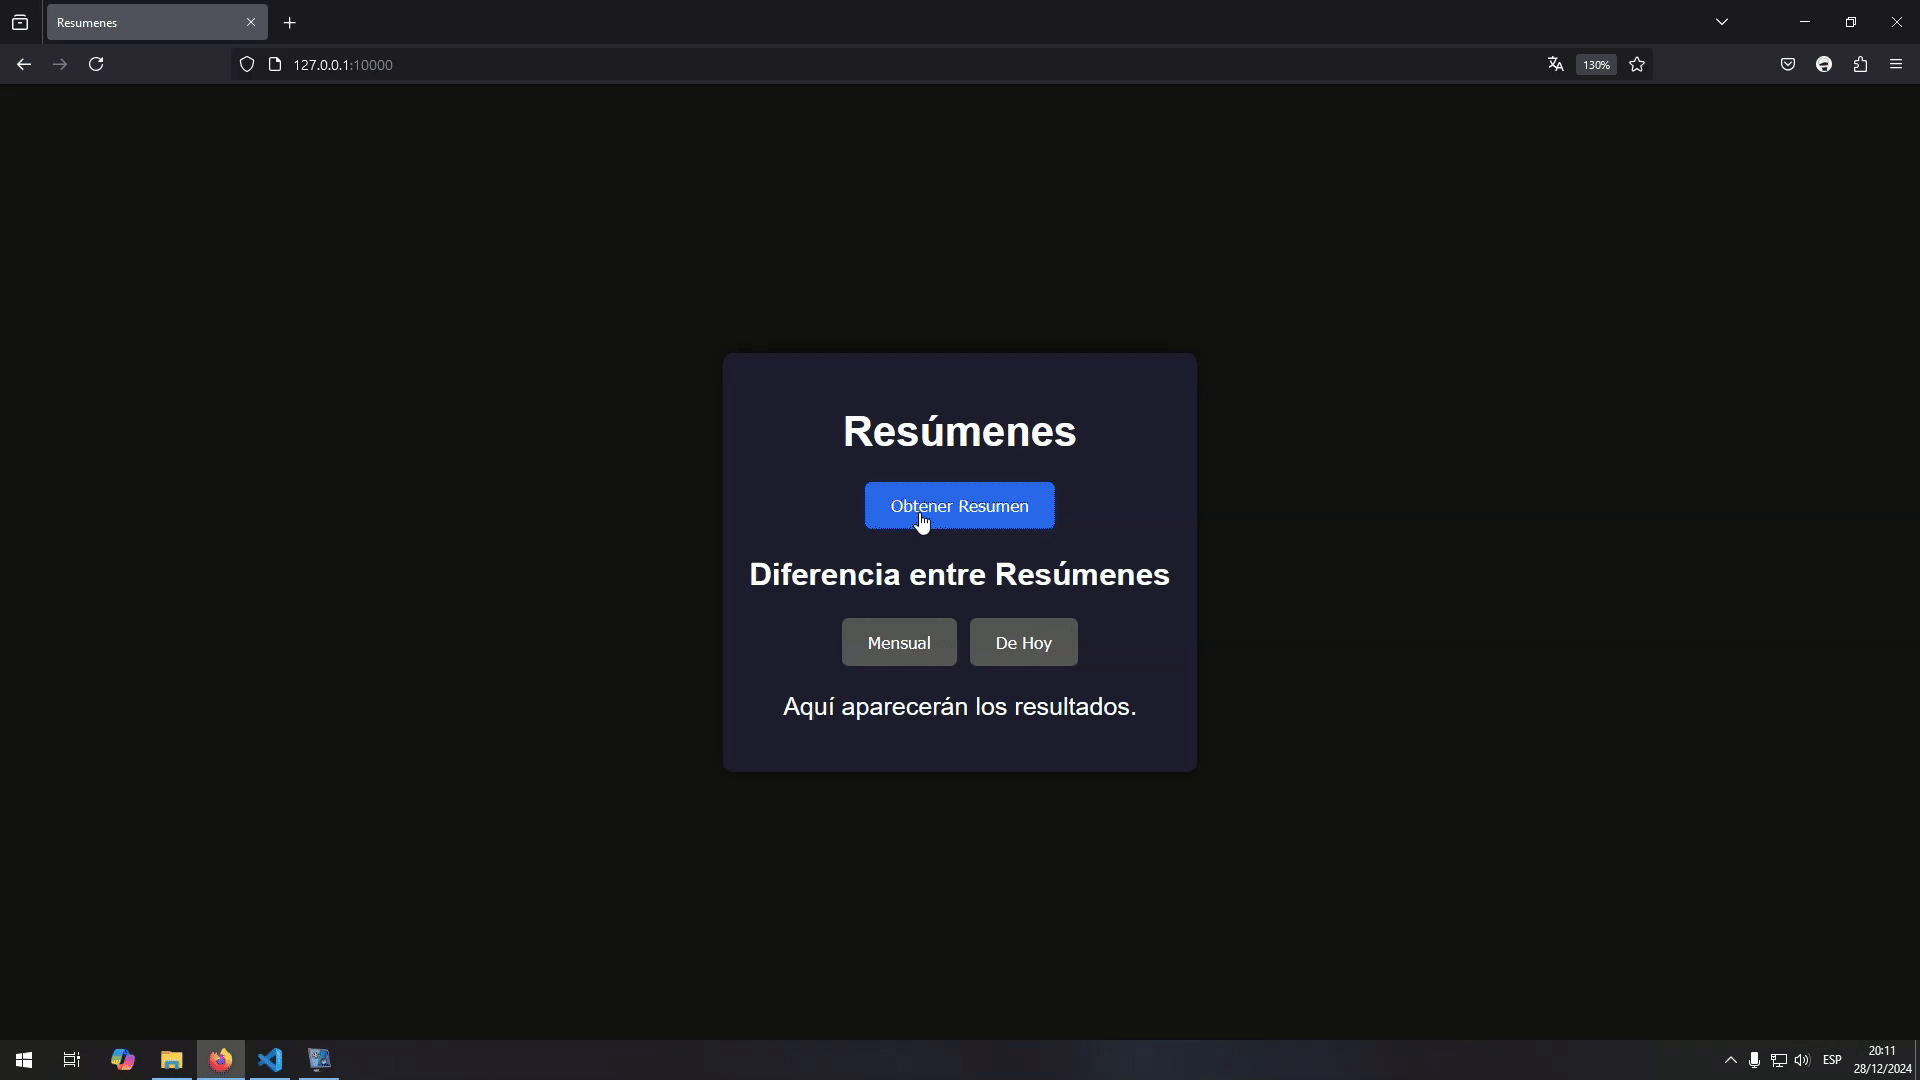 Resumenes
127.0.0.1:10000
130%
Resúmenes
Obtener Resumen
Diferencia entre Resúmenes
Mensual
De Hoy
Aquí aparecerán los resultados.
ESP
20:11
28/12/2024